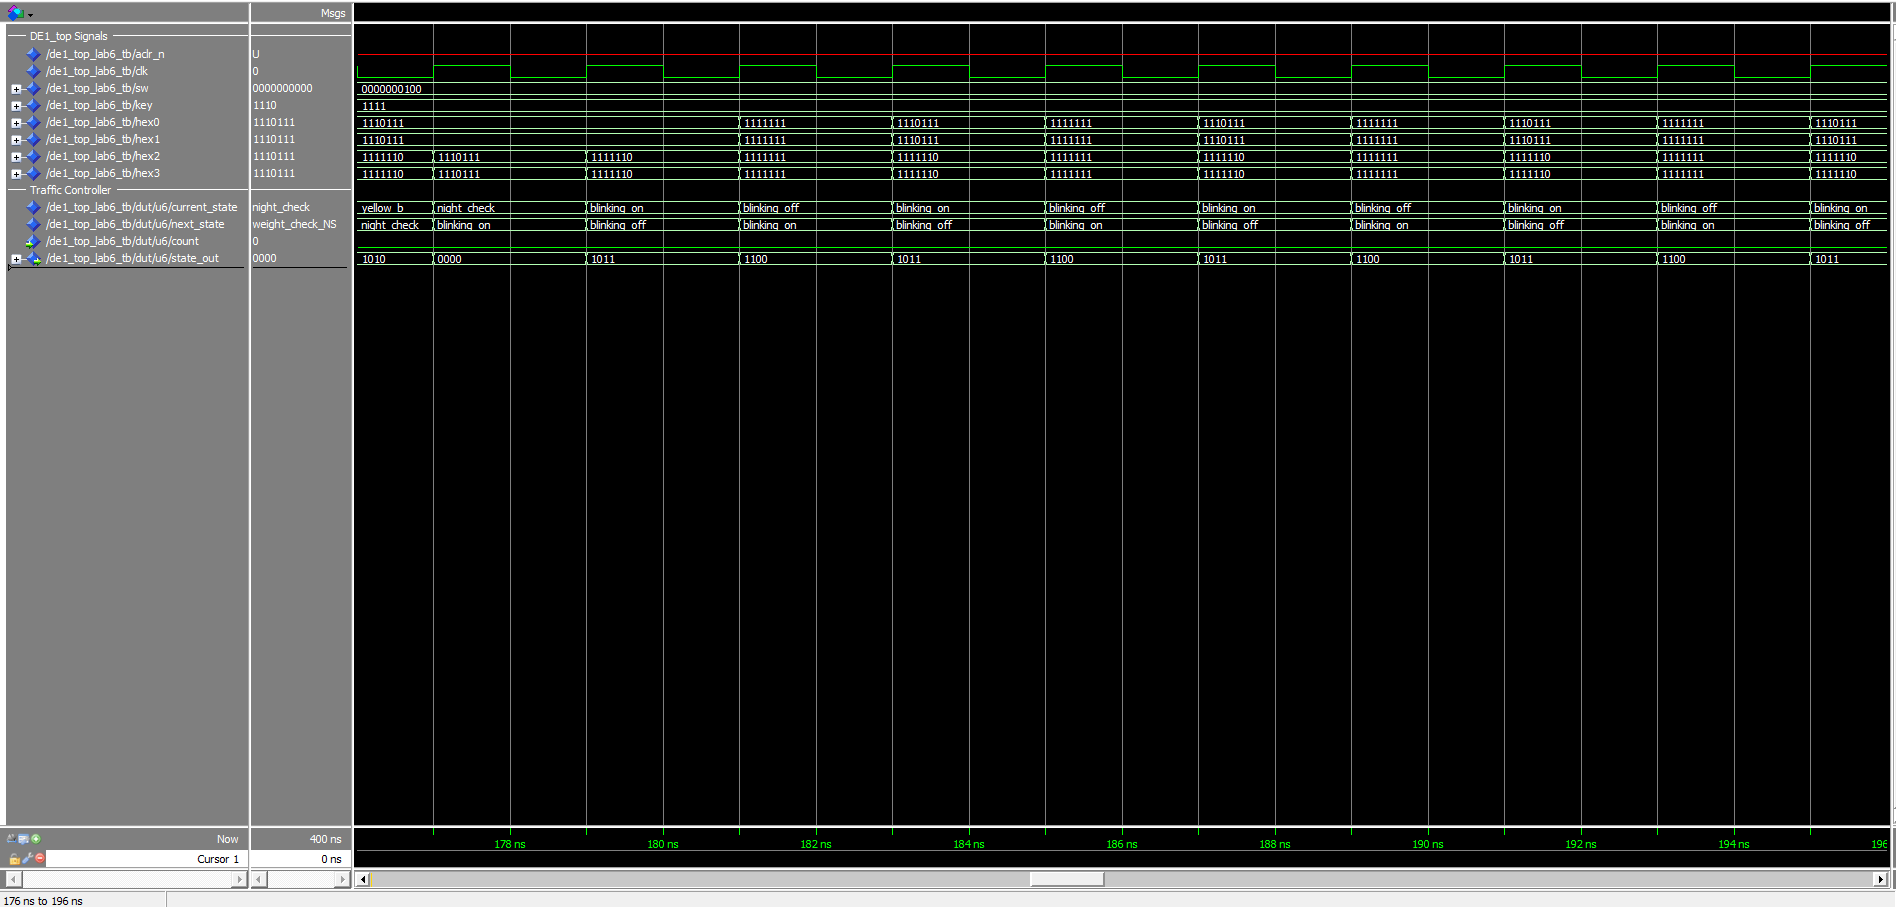 Msgs
DE1_top Signals
/de1_top_lab6_tb/aclr_n U
/de1_top_lab6_tb/clk 0
/de1_top_lab6_tb/sw 0000000000 0000000100
/de1_top_lab6_tb/key 1110 1111
/de1_top_lab6_tb/hex0 1110111 1110111 1111111 1110111 1111111 1110111 1111111 1110111 1111111 1110111
/de1_top_lab6_tb/hex1 1110111 1110111 1111111 1110111 1111111 1110111 1111111 1110111 1111111 1110111
/de1_top_lab6_tb/hex2 1110111 1111110 1110111 1111110 1111111 1111110 1111111 1111110 1111111 1111110 1111111 1111110
/de1_top_lab6_tb/hex3 1110111 1111110 1110111 1111110 1111111 1111110 1111111 1111110 1111111 1111110 1111111 1111110
Traffic Controller
/de1_top_lab6_tb/dut/u6/current_state night_check yellow_b night_check blinking_on blinking_off blinking_on blinking_off blinking_on blinking_off blinking_on blinking_off blinking_on
/de1_top_lab6_tb/dut/u6/next_state weight_check_NS night_check blinking_on blinking_off blinking_on blinking_off blinking_on blinking_off blinking_on blinking_off blinking_on blinking_off
/de1_top_lab6_tb/dut/u6/count 0
/de1_top_lab6_tb/dut/u6/state_out 0000 1010 0000 1011 1100 1011 1100 1011 1100 1011 1100 1011
Now 400 ns
178 ns 180 ns 182 ns 184 ns 186 ns 188 ns 190 ns 192 ns 194 ns 196
Cursor 1 0 ns
176 ns to 196 ns